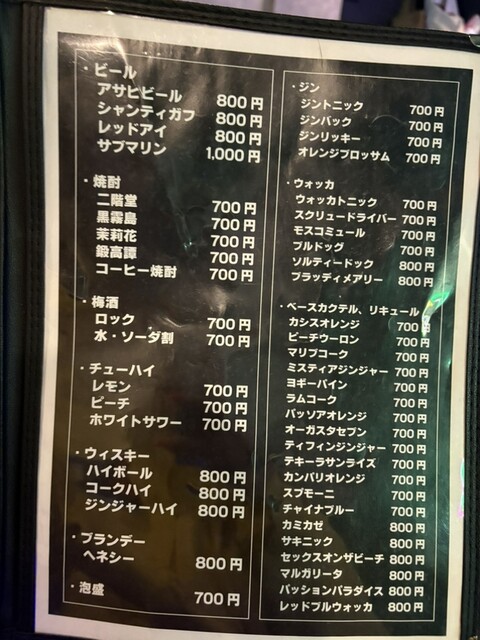 ・ビール
アサヒビール 800円
シャンティガフ 800円
レッドアイ 800円
サブマリン 1,000円
・焼酎
二階堂 700円
黒霧島 700円
茉莉花 700円
鍛高譚 700円
コーヒー焼酎 700円
・梅酒
ロック 700円
水・ソーダ割 700円
・チューハイ
レモン 700円
ピーチ 700円
ホワイトサワー 700円
・ウィスキー
ハイボール 800円
コークハイ 800円
ジンジャーハイ 800円
・ブランデー
ヘネシー 800円
・泡盛 700円
・ジン
ジントニック 700円
ジンバック 700円
ジンリッキー 700円
オレンジブロッサム 700円
・ウォッカ
ウォッカトニック 700円
スクリュードライバー 700円
モスコミュール 700円
ブルドッグ 700円
ソルティードック 800円
ブラッディメアリー 800円
・ベースカクテル、リキュール
カシスオレンジ 700円
ピーチウーロン 700円
マリブコーク 700円
ミスティアジンジャー 700円
ヨギーパイン 700円
ラムコーク 700円
パッソアオレンジ 700円
オーガスタセブン 700円
ティフィンジンジャー 700円
テキーラサンライズ 700円
カンパリオレンジ 700円
スプモーニ 700円
チャイナブルー 700円
カミカゼ 800円
サキニック 800円
セックスオンザビーチ 800円
マルガリータ 800円
パッションパラダイス 800円
レッドブルウォッカ 800円